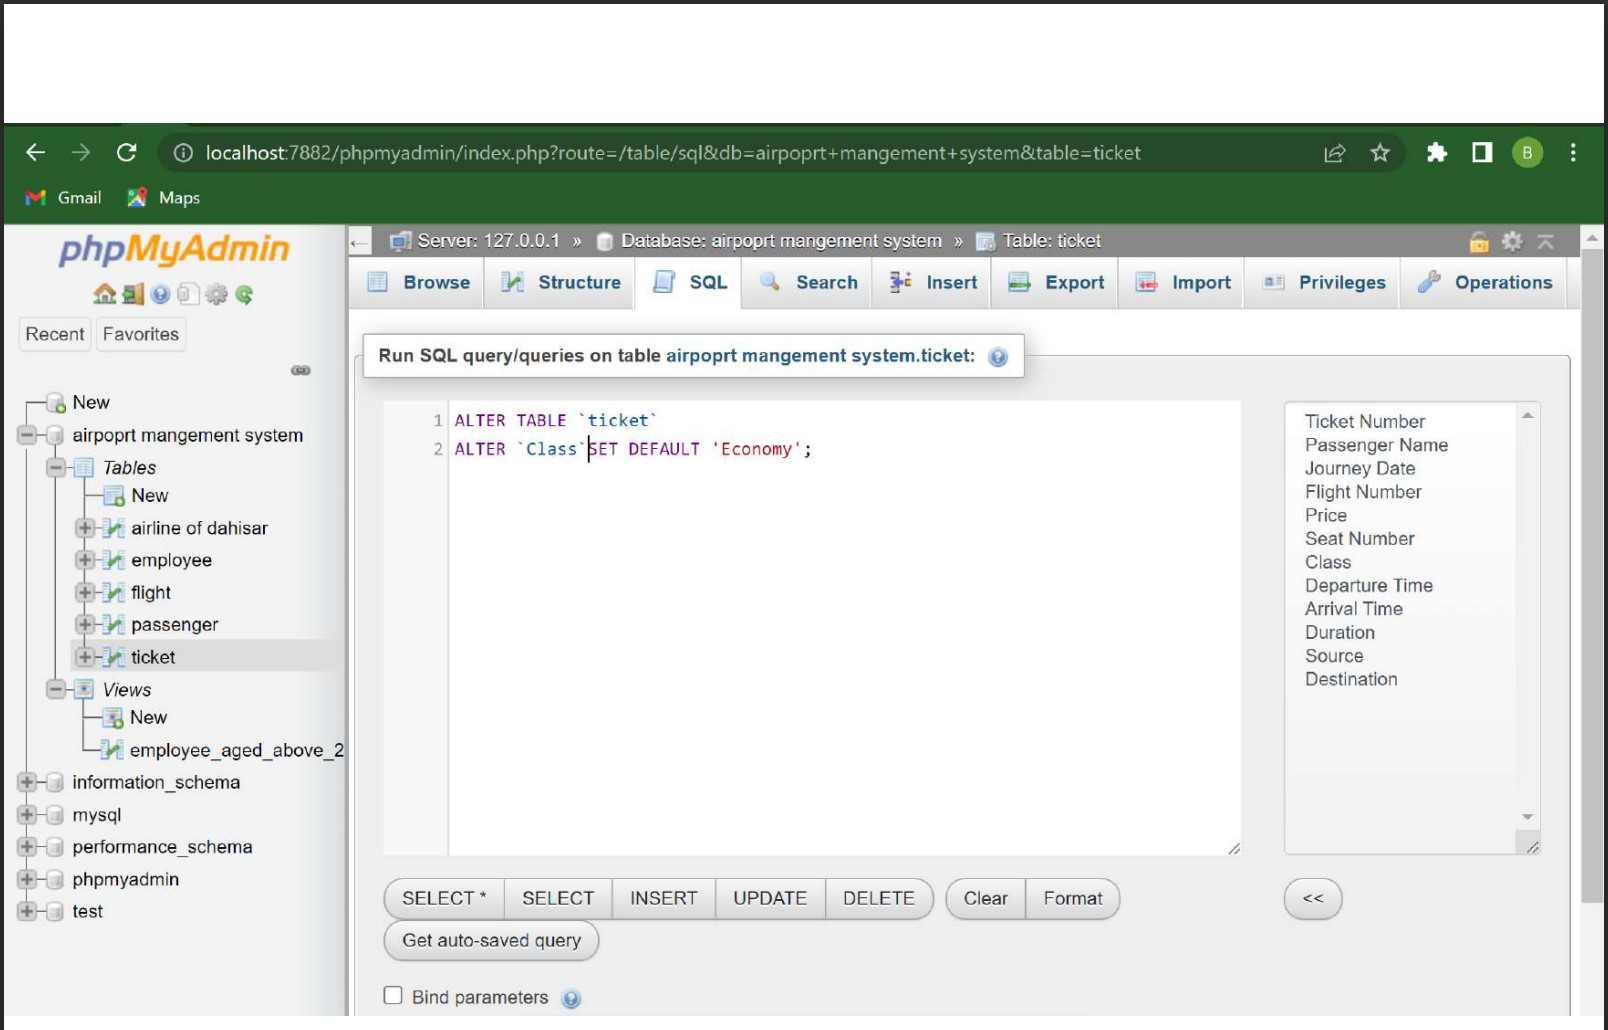 localhost:7882/phpmyadmin/index.php?route=/table/sql&db=airpoprt+mangement+system&table=ticket
B
Gmail
Maps
phpMyAdmin
Recent
Favorites
New
airpoprt mangement system
Tables
New
airline of dahisar
employee
flight
passenger
ticket
Views
New
employee_aged_above_2
information_schema
mysql
performance_schema
phpmyadmin
test
Server: 127.0.0.1 » Database: airpoprt mangement system » Table: ticket
Browse
Structure
SQL
Search
Insert
Export
Import
Privileges
Operations
Run SQL query/queries on table airpoprt mangement system.ticket:
1 ALTER TABLE `ticket`
2 ALTER `Class`SET DEFAULT 'Economy';
Ticket Number
Passenger Name
Journey Date
Flight Number
Price
Seat Number
Class
Departure Time
Arrival Time
Duration
Source
Destination
SELECT *
SELECT
INSERT
UPDATE
DELETE
Clear
Format
<<
Get auto-saved query
Bind parameters